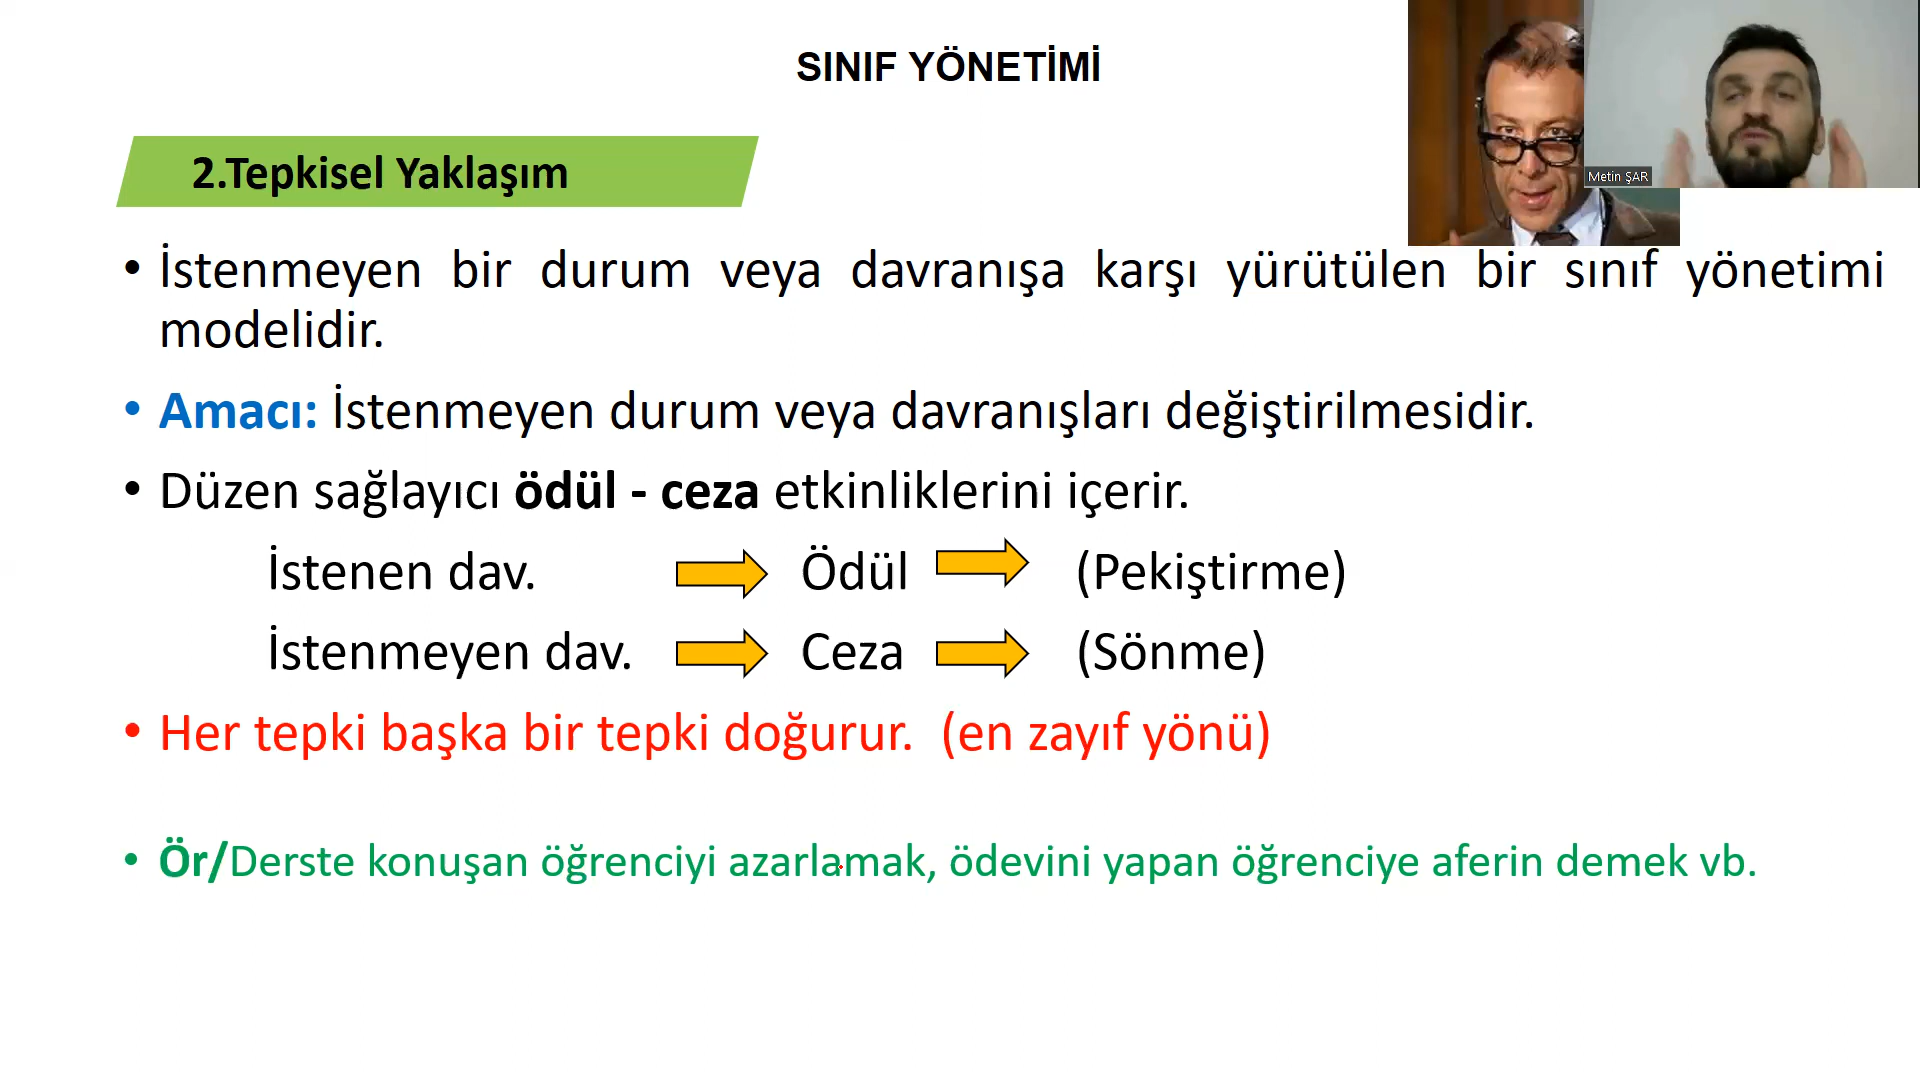 SINIF YÖNETİMİ
Metin ŞAR
2.Tepkisel Yaklaşım
• İstenmeyen bir durum veya davranışa karşı yürütülen bir sınıf yönetimi
modelidir.
• Amacı: İstenmeyen durum veya davranışları değiştirilmesidir.
• Düzen sağlayıcı ödül - ceza etkinliklerini içerir.
İstenen dav. Ödül (Pekiştirme)
İstenmeyen dav. Ceza (Sönme)
• Her tepki başka bir tepki doğurur. (en zayıf yönü)
• Ör/Derste konuşan öğrenciyi azarlamak, ödevini yapan öğrenciye aferin demek vb.